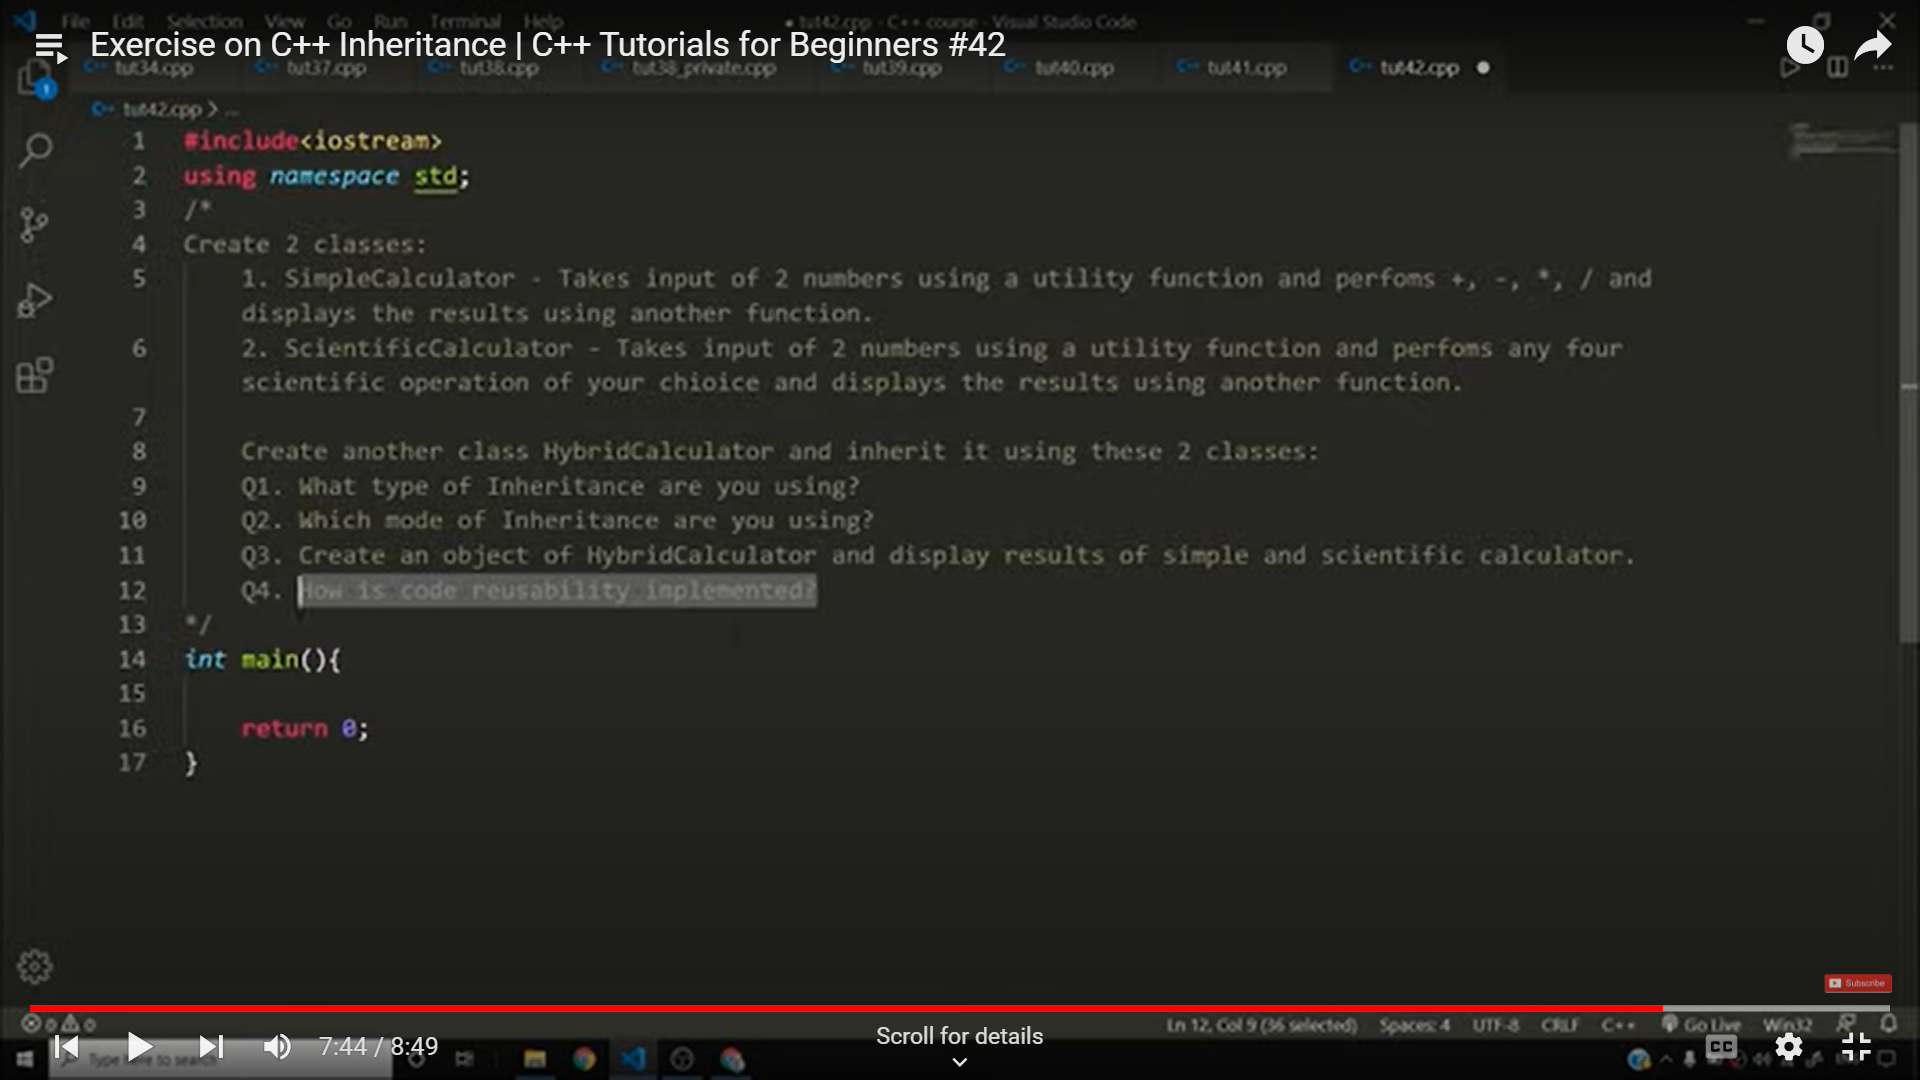 File Edit Selection View Go Run Terminal Help
tut42.cpp - C++ course - Visual Studio Code
Exercise on C++ Inheritance | C++ Tutorials for Beginners #42
tut34.cpp tut37.cpp tut38.cpp tut38_private.cpp tut39.cpp tut40.cpp tut41.cpp tut42.cpp
1
tut42.cpp > ...
1 #include<iostream>
2 using namespace std;
3 /*
4 Create 2 classes:
5 1. SimpleCalculator - Takes input of 2 numbers using a utility function and perfoms +, -, *, / and
displays the results using another function.
6 2. ScientificCalculator - Takes input of 2 numbers using a utility function and perfoms any four
scientific operation of your chioice and displays the results using another function.
7
8 Create another class HybridCalculator and inherit it using these 2 classes:
9 Q1. What type of Inheritance are you using?
10 Q2. Which mode of Inheritance are you using?
11 Q3. Create an object of HybridCalculator and display results of simple and scientific calculator.
12 Q4. How is code reusability implemented?
13 */
14 int main(){
15
16 return 0;
17 }
Subscribe
0 0
Ln 12, Col 9 (36 selected) Spaces: 4 UTF-8 CRLF C++ Go Live Win32
Scroll for details
7:44 / 8:49
CC
Type here to search